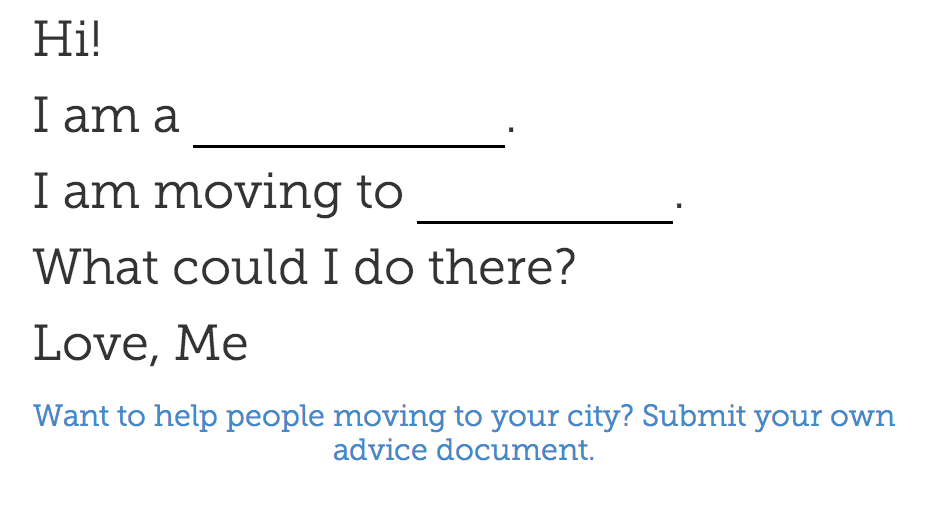 Hi!
I am a ____________.
I am moving to __________.
What could I do there?
Love, Me
Want to help people moving to your city? Submit your own
advice document.